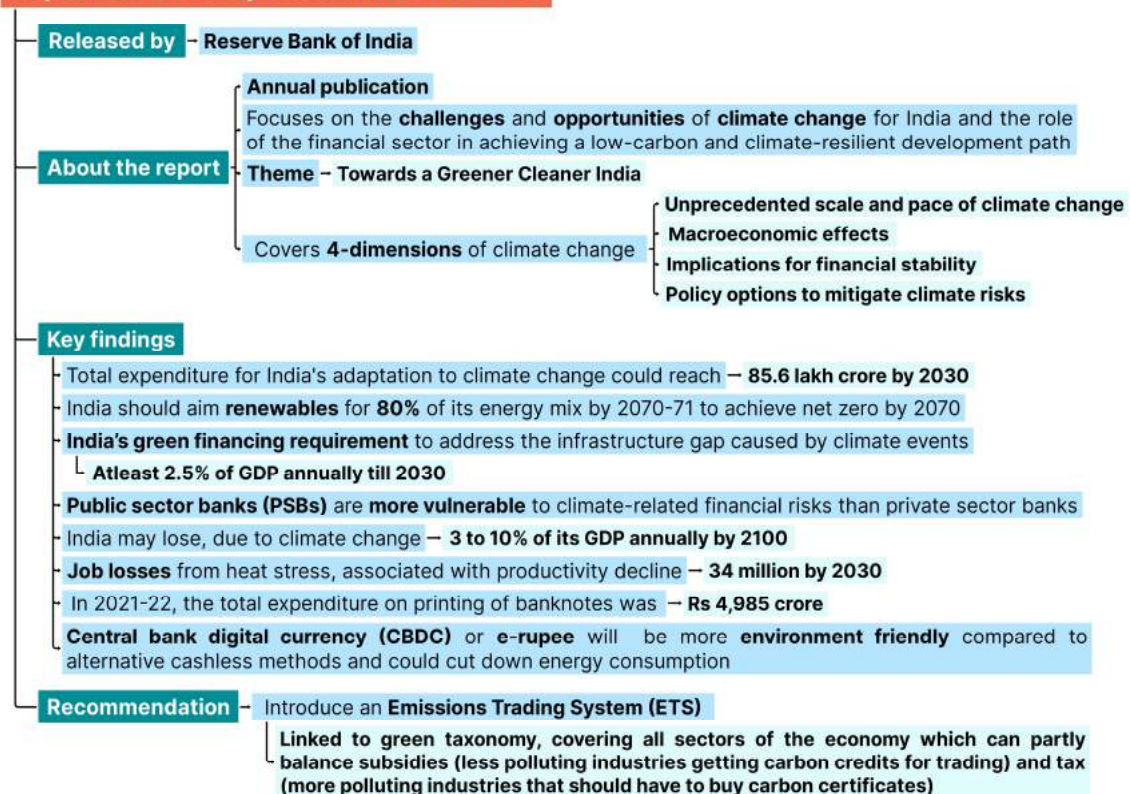 Released by
Reserve Bank of India
About the report
Annual publication
Focuses on the challenges and opportunities of climate change for India and the role
of the financial sector in achieving a low-carbon and climate-resilient development path
Theme – Towards a Greener Cleaner India
Covers 4-dimensions of climate change
Unprecedented scale and pace of climate change
Macroeconomic effects
Implications for financial stability
Policy options to mitigate climate risks
Key findings
Total expenditure for India's adaptation to climate change could reach – 85.6 lakh crore by 2030
India should aim renewables for 80% of its energy mix by 2070-71 to achieve net zero by 2070
India's green financing requirement to address the infrastructure gap caused by climate events
Atleast 2.5% of GDP annually till 2030
Public sector banks (PSBs) are more vulnerable to climate-related financial risks than private sector banks
India may lose, due to climate change – 3 to 10% of its GDP annually by 2100
Job losses from heat stress, associated with productivity decline – 34 million by 2030
In 2021-22, the total expenditure on printing of banknotes was – Rs 4,985 crore
Central bank digital currency (CBDC) or e-rupee will be more environment friendly compared to
alternative cashless methods and could cut down energy consumption
Recommendation
Introduce an Emissions Trading System (ETS)
Linked to green taxonomy, covering all sectors of the economy which can partly
balance subsidies (less polluting industries getting carbon credits for trading) and tax
(more polluting industries that should have to buy carbon certificates)